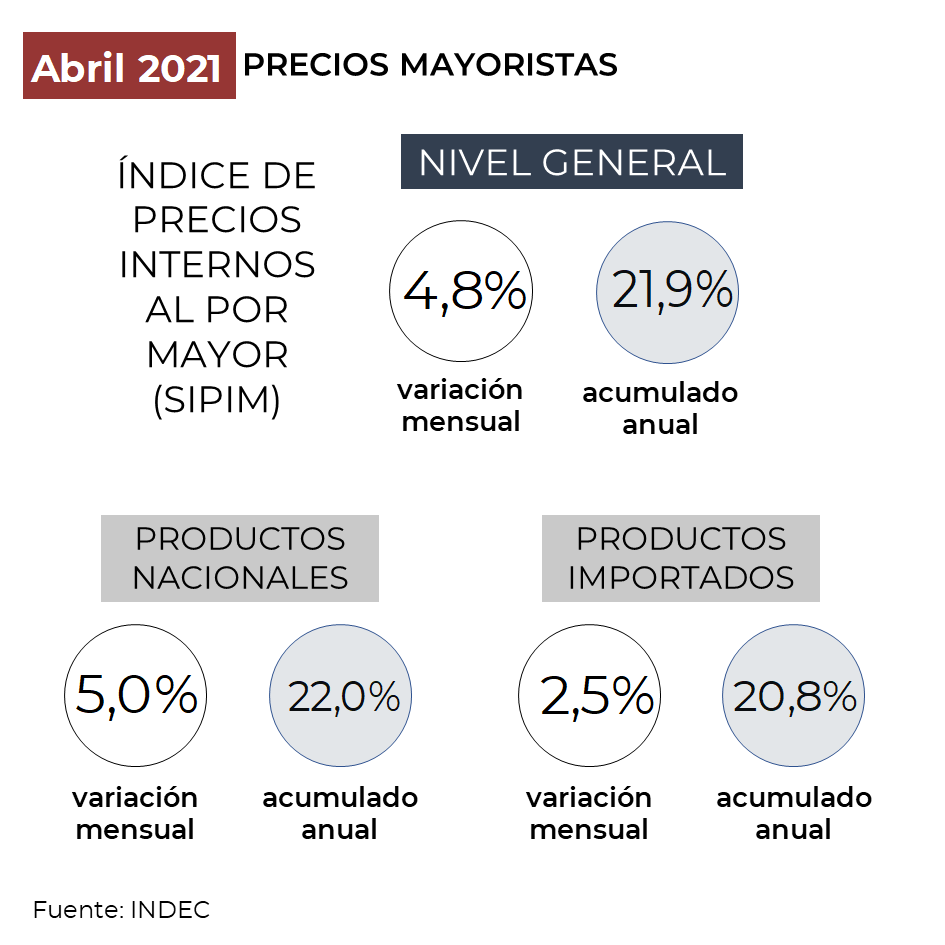 Abril 2021 PRECIOS MAYORISTAS
ÍNDICE DE
PRECIOS
INTERNOS
AL POR
MAYOR
(SIPIM)
NIVEL GENERAL
4,8% 21,9%
variación acumulado
mensual anual
PRODUCTOS
NACIONALES
5,0% 22,0%
variación acumulado
mensual anual
PRODUCTOS
IMPORTADOS
2,5% 20,8%
variación acumulado
mensual anual
Fuente: INDEC